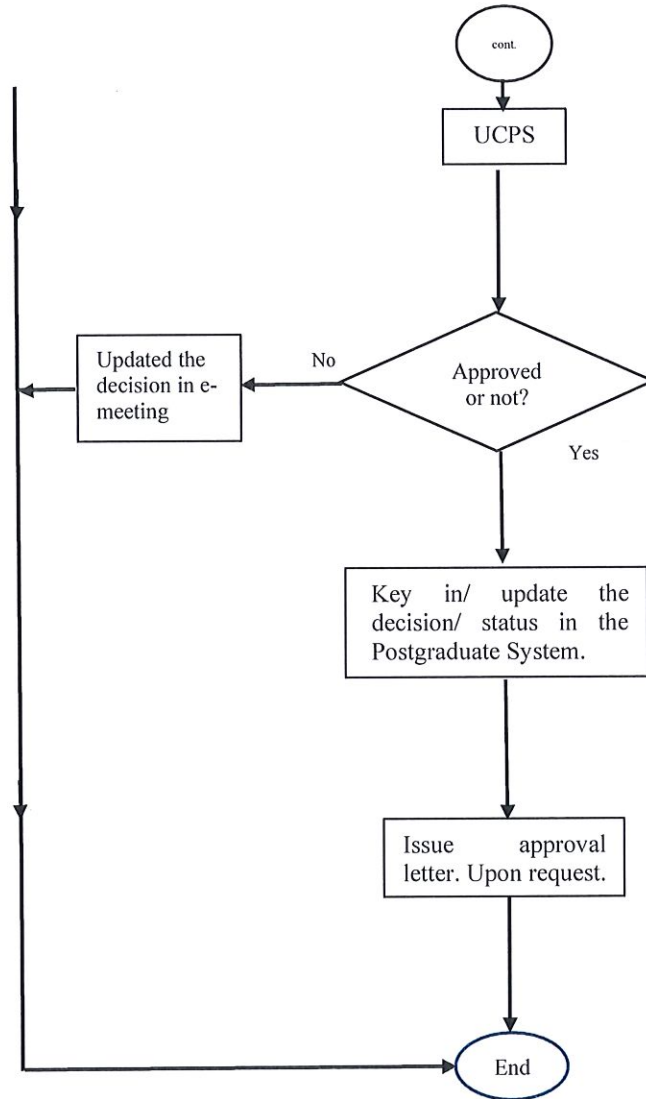 cont.
UCPS
Approved
or not?
No
Updated the
decision in e-
meeting
Yes
Key in/ update the
decision/ status in the
Postgraduate System.
Issue approval
letter. Upon request.
End